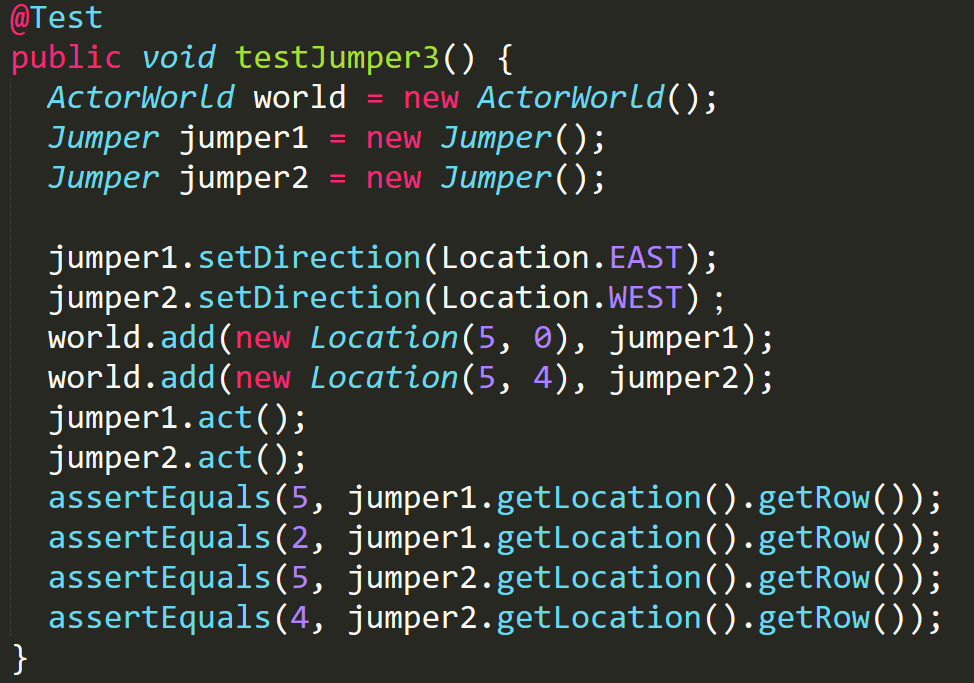 @Test
public void testJumper3() {
ActorWorld world = new ActorWorld();
Jumper jumper1 = new Jumper();
Jumper jumper2 = new Jumper();
jumper1.setDirection(Location.EAST);
jumper2.setDirection(Location.WEST) ;
world.add(new Location(5, 0), jumper1);
world.add(new Location(5, 4), jumper2);
jumper1.act();
jumper2.act();
assertEquals(5, jumper1.getLocation().getRow());
assertEquals(2, jumper1.getLocation().getRow());
assertEquals(5, jumper2.getLocation().getRow());
assertEquals(4, jumper2.getLocation().getRow());
}